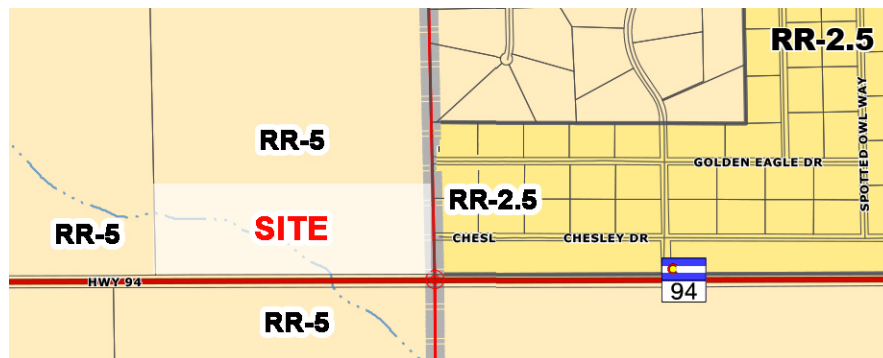 RR-2.5
SPOTTED OWL WAY
RR-5
GOLDEN EAGLE DR
RR-2.5
SITE
RR-5
CHESL
CHESLEY DR
C
HWY 94
94
RR-5